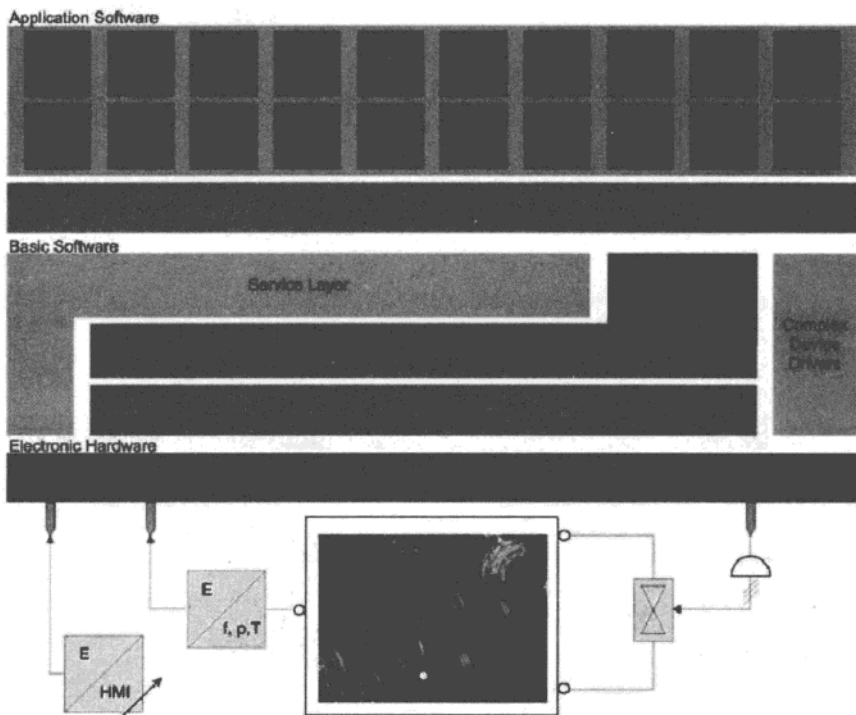 Application Software
Basic Software
Service Layer
Complex
Device
Drivers
Electronic Hardware
E
f, p,T
E
HMI